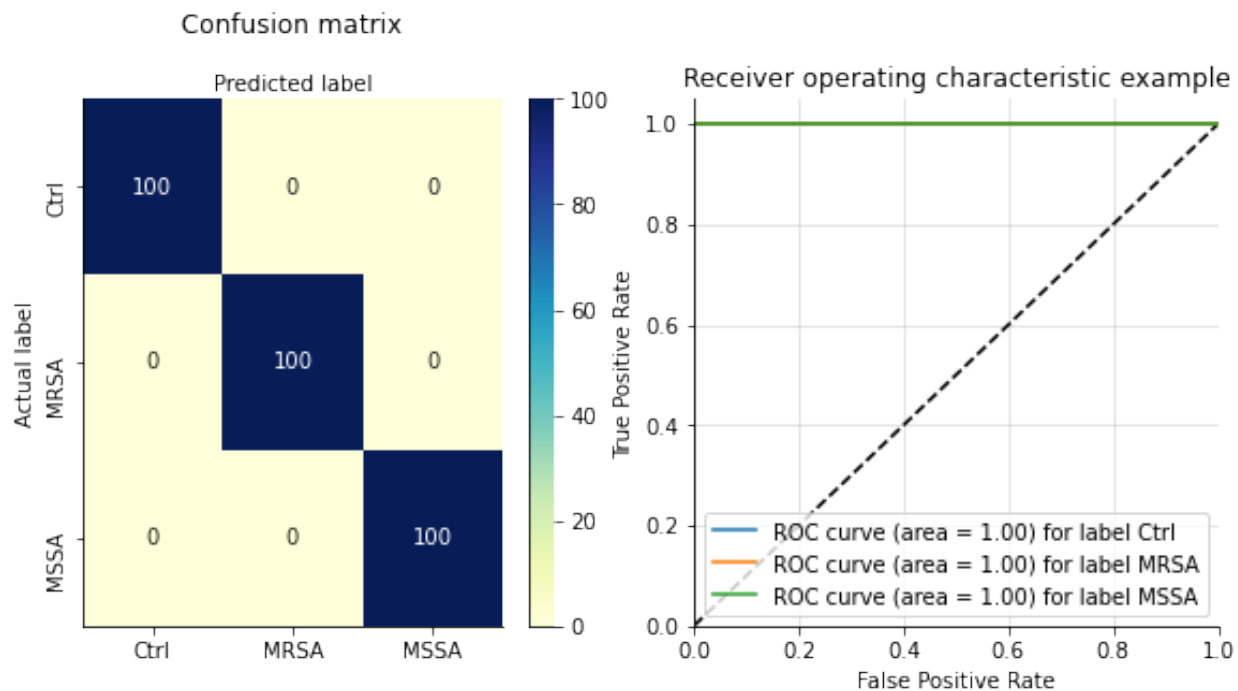 Confusion matrix
Predicted label
Actual label
Ctrl
MRSA
MSSA
100 0 0
0 100 0
0 0 100
Ctrl MRSA MSSA
100
80
60
40
20
0
Receiver operating characteristic example
True Positive Rate
1.0
0.8
0.6
0.4
0.2
0.0
ROC curve (area = 1.00) for label Ctrl
ROC curve (area = 1.00) for label MRSA
ROC curve (area = 1.00) for label MSSA
0.0 0.2 0.4 0.6 0.8 1.0
False Positive Rate